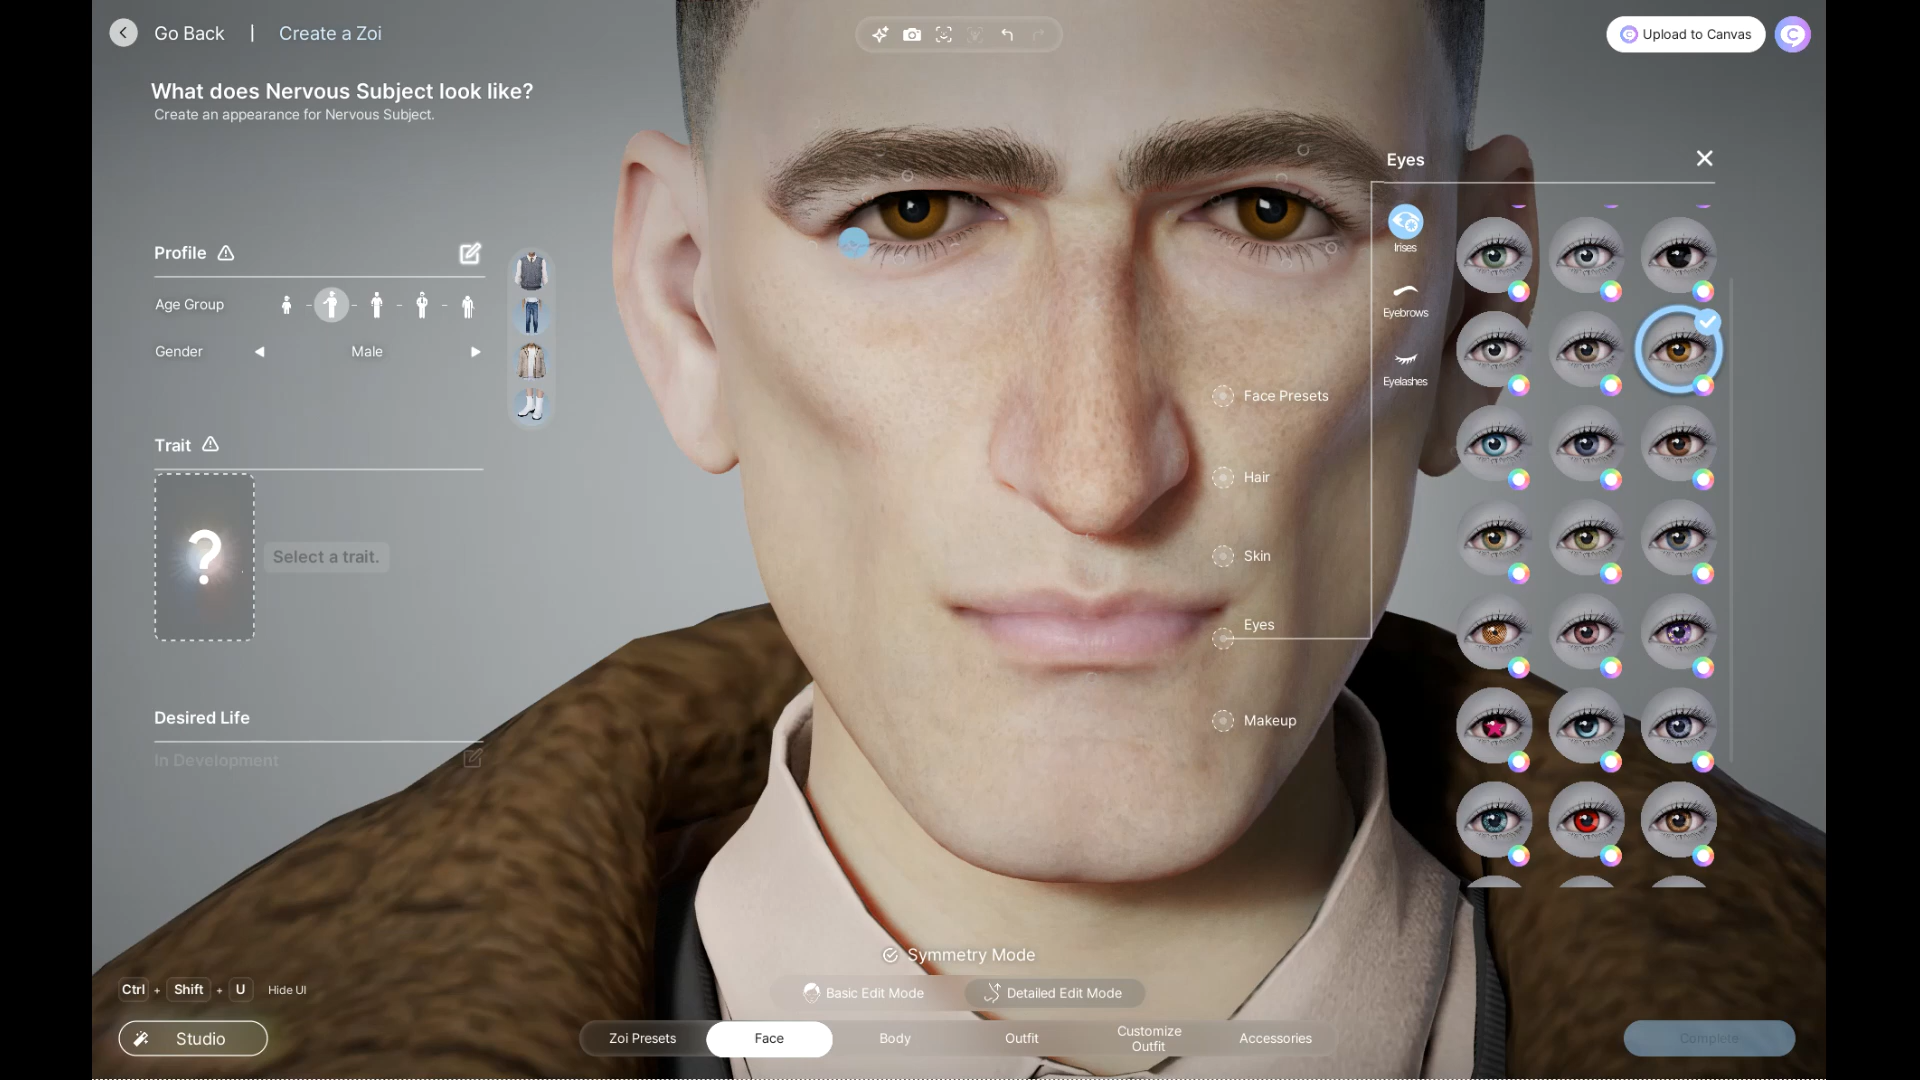 Go Back | Create a Zoi
Upload to Canvas
What does Nervous Subject look like?
Create an appearance for Nervous Subject.
Profile
Age Group
Gender
Male
Trait
?
Select a trait.
Desired Life
In Development
Eyes
Irises
Eyebrows
Eyelashes
Face Presets
Hair
Skin
Eyes
Makeup
Symmetry Mode
Basic Edit Mode
Detailed Edit Mode
Ctrl + Shift + U Hide UI
Studio
Zoi Presets
Face
Body
Outfit
Customize
Outfit
Accessories
Complete